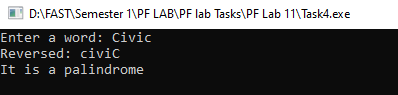 D:\FAST\Semester 1\PF LAB\PF lab Tasks\PF Lab 11\Task4.exe
Enter a word: Civic
Reversed: civiC
It is a palindrome